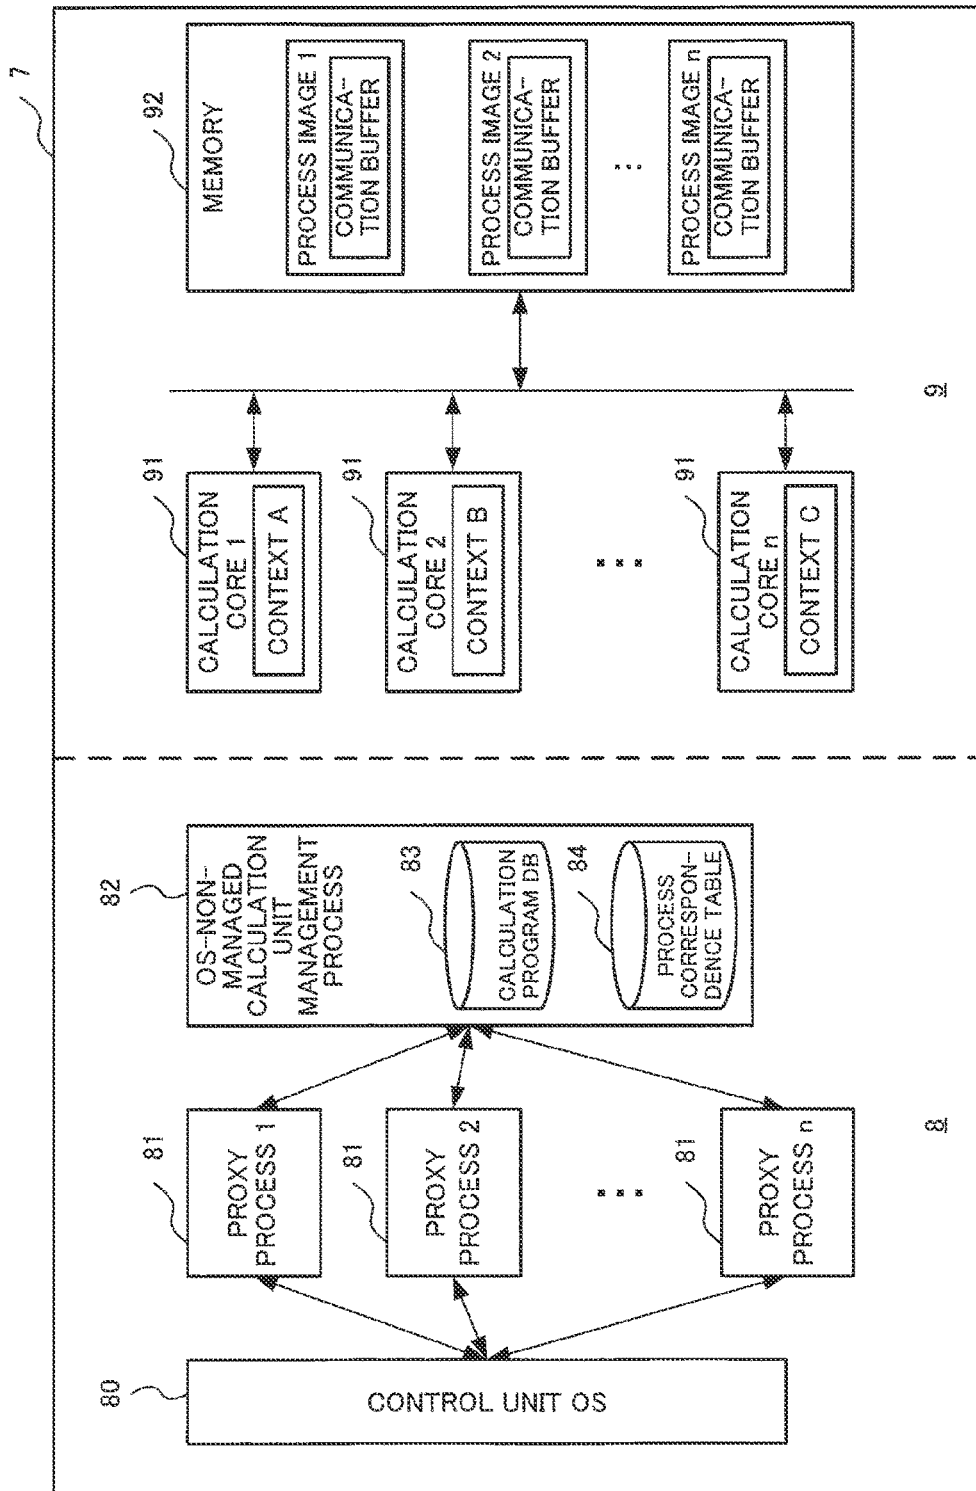 7
80
CONTROL UNIT OS
81
PROXY
PROCESS 1
81
PROXY
PROCESS 2
81
PROXY
PROCESS n
82
OS-NON-
MANAGED
CALCULATION
UNIT
MANAGEMENT
PROCESS
83
CALCULATION
PROGRAM DB
84
PROCESS
CORRESPON-
DENCE TABLE
8
91
CALCULATION
CORE 1
CONTEXT A
91
CALCULATION
CORE 2
CONTEXT B
91
CALCULATION
CORE n
CONTEXT C
92
MEMORY
PROCESS IMAGE 1
COMMUNICA-
TION BUFFER
PROCESS IMAGE 2
COMMUNICA-
TION BUFFER
PROCESS IMAGE n
COMMUNICA-
TION BUFFER
9